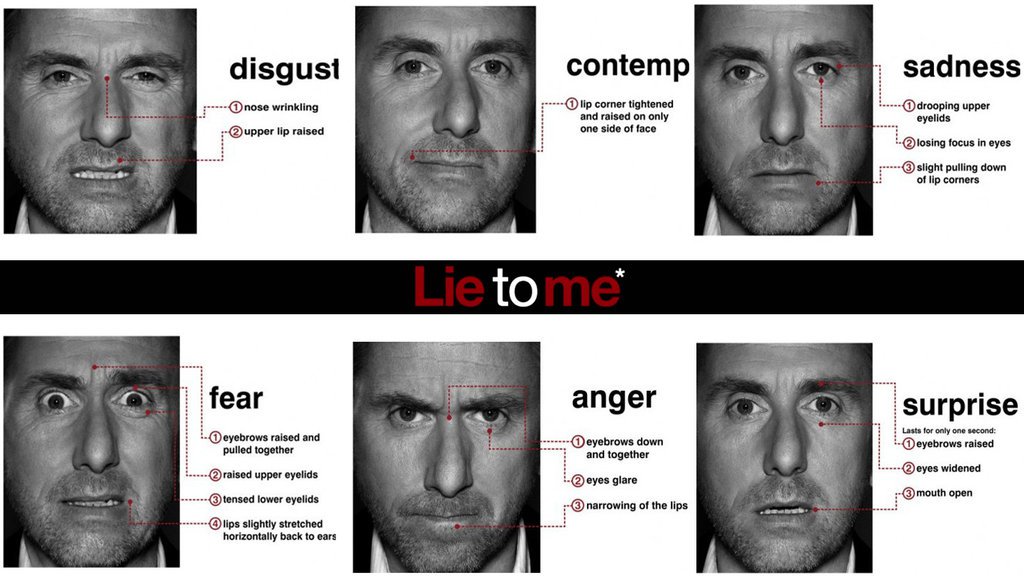 disgust
1 nose wrinkling
2 upper lip raised
contemp
1 lip corner tightened
and raised on only
one side of face
sadness
1 drooping upper
eyelids
2 losing focus in eyes
3 slight pulling down
of lip corners
Lie to me*
fear
1 eyebrows raised and
pulled together
2 raised upper eyelids
3 tensed lower eyelids
4 lips slightly stretched
horizontally back to ears
anger
1 eyebrows down
and together
2 eyes glare
3 narrowing of the lips
surprise
Lasts for only one second:
1 eyebrows raised
2 eyes widened
3 mouth open